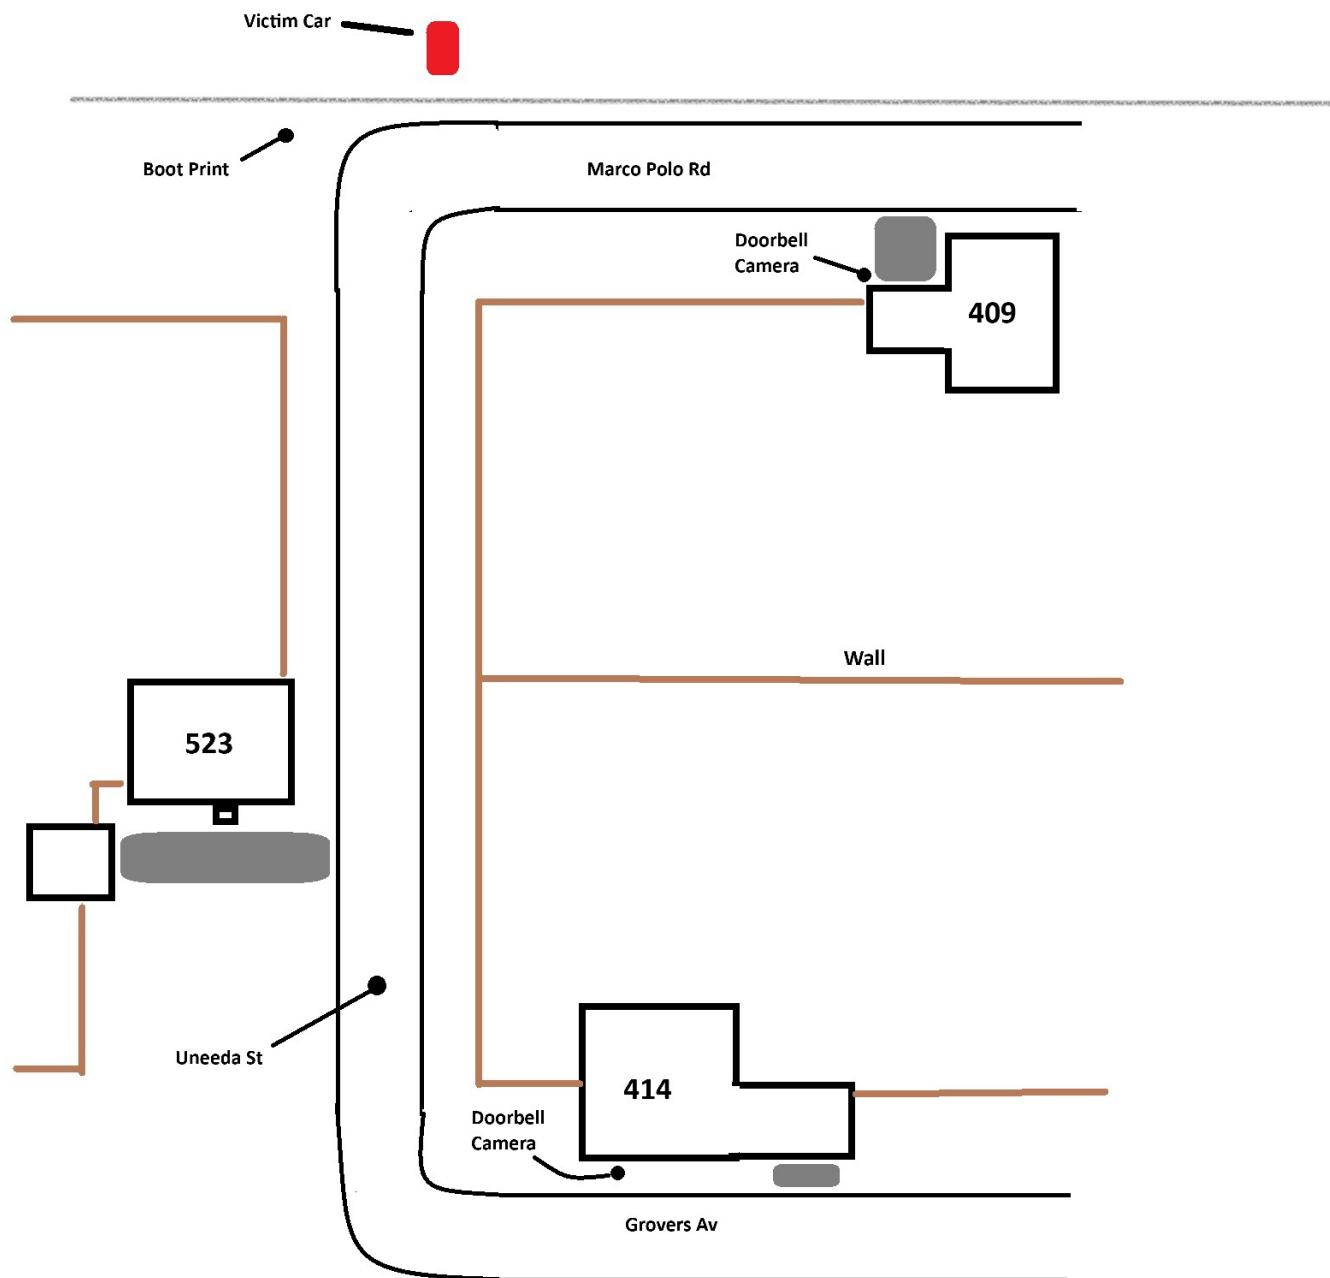 Victim Car
Boot Print
Marco Polo Rd
Doorbell
Camera
409
Wall
523
Uneeda St
414
Doorbell
Camera
Grovers Av